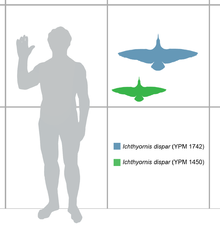 Ichthyornis dispar (YPM 1742)
Ichthyornis dispar (YPM 1450)